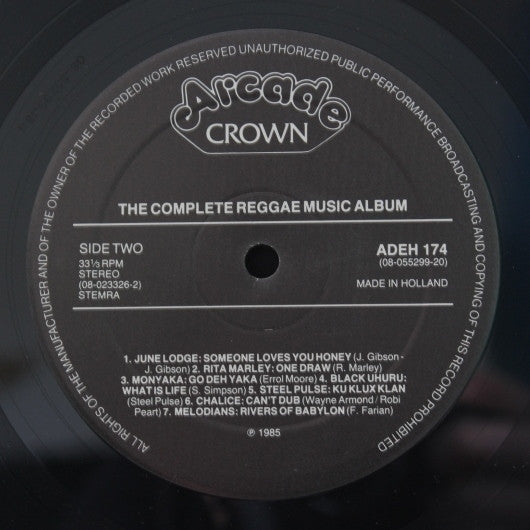 ALL RIGHTS OF THE MANUFACTURER AND OF THE OWNER OF THE RECORDED WORK RESERVED UNAUTHORIZED PUBLIC PERFORMANCE BROADCASTING AND COPYING OF THIS RECORD PROHIBITED
Arcade
CROWN
THE COMPLETE REGGAE MUSIC ALBUM
SIDE TWO
33⅓ RPM
STEREO
(08-023326-2)
STEMRA
ADEH 174
(08-055299-20)
MADE IN HOLLAND
1. JUNE LODGE: SOMEONE LOVES YOU HONEY (J. Gibson -
J. Gibson) 2. RITA MARLEY: ONE DRAW (R. Marley)
3. MONYAKA: GO DEH YAKA (Errol Moore) 4. BLACK UHURU:
WHAT IS LIFE (S. Simpson) 5. STEEL PULSE: KU KLUX KLAN
(Steel Pulse) 6. CHALICE: CAN'T DUB (Wayne Armond / Robi
Peart) 7. MELODIANS: RIVERS OF BABYLON (F. Farian)
℗ 1985